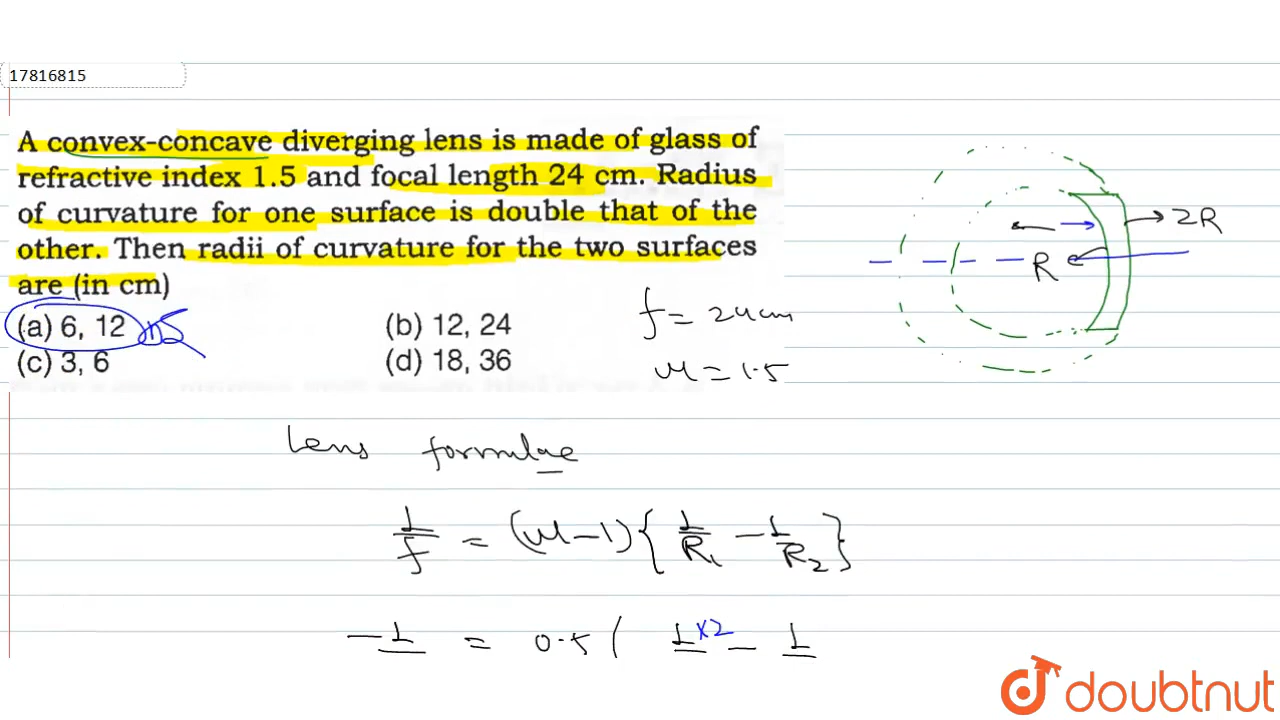 17816815
A convex-concave diverging lens is made of glass of
refractive index 1.5 and focal length 24 cm. Radius
of curvature for one surface is double that of the
other. Then radii of curvature for the two surfaces
are (in cm)
(a) 6, 12
(b) 12, 24
(c) 3, 6
(d) 18, 36
2R
R
f = 24 cm
μ = 1.5
Lens formulae
1/f = (μ-1) { 1/R₁ - 1/R₂ }
-1 = 0.5 ( 1 ×2 - 1
doubtnut